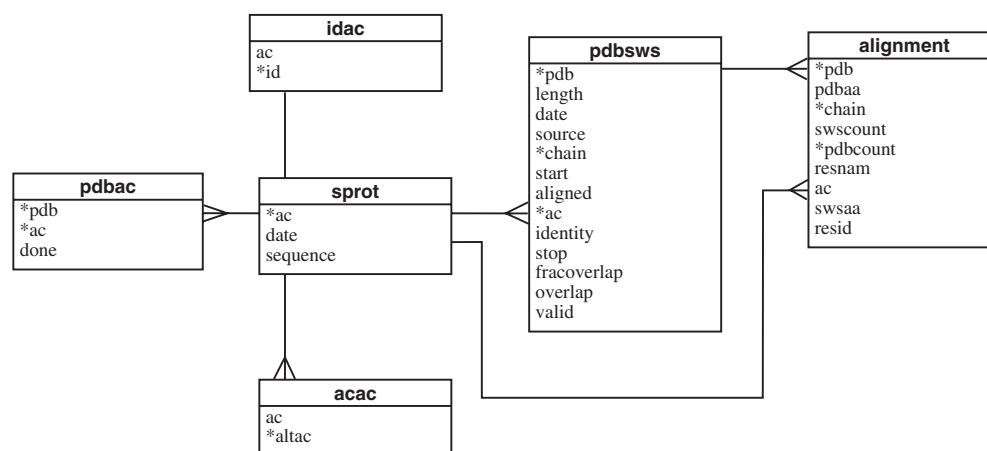 idac
ac
*id
pdbsws
*pdb
length
date
source
*chain
start
aligned
*ac
identity
stop
fracoverlap
overlap
valid
alignment
*pdb
pdbaa
*chain
swscount
*pdbcount
resnam
ac
swsaa
resid
pdbac
*pdb
*ac
done
sprot
*ac
date
sequence
acac
ac
*altac